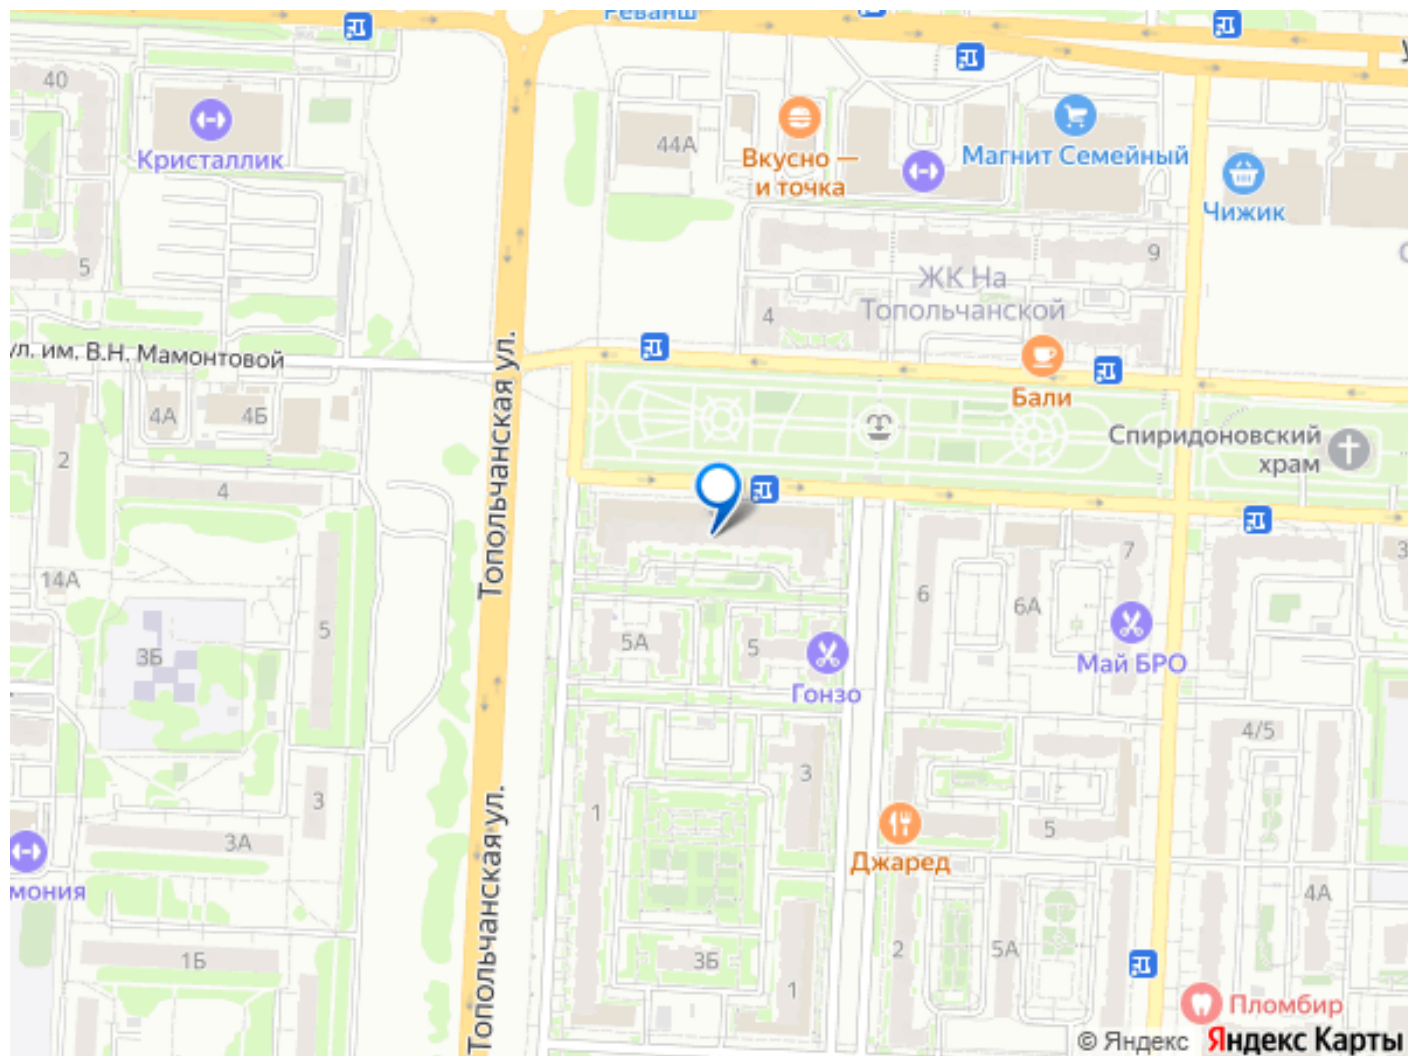 Реванш
40
Кристаллик
44А
Вкусно —
и точка
Магнит Семейный
Чижик
5
9
ЖК На
Топольчанской
4
ул. им. В.Н. Мамонтовой
Топольчанская ул.
Бали
4А
4Б
Спиридоновский
храм
2
4
14А
5
3Б
6
6А
7
3
5А
5
Гонзо
Май БРО
4/5
3
1
3
Топольчанская ул.
3А
5
Джаред
мония
4А
1Б
3Б
2
5А
1
Пломбир
© Яндекс Яндекс Карты